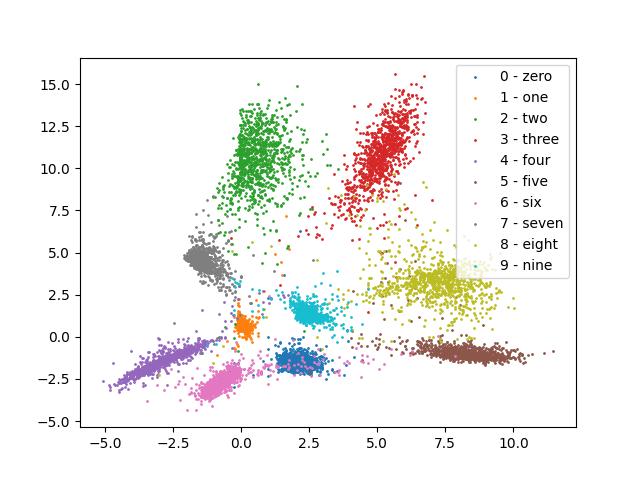 15.0
12.5
10.0
7.5
5.0
2.5
0.0
−2.5
−5.0
−5.0 −2.5 0.0 2.5 5.0 7.5 10.0
0 - zero
1 - one
2 - two
3 - three
4 - four
5 - five
6 - six
7 - seven
8 - eight
9 - nine